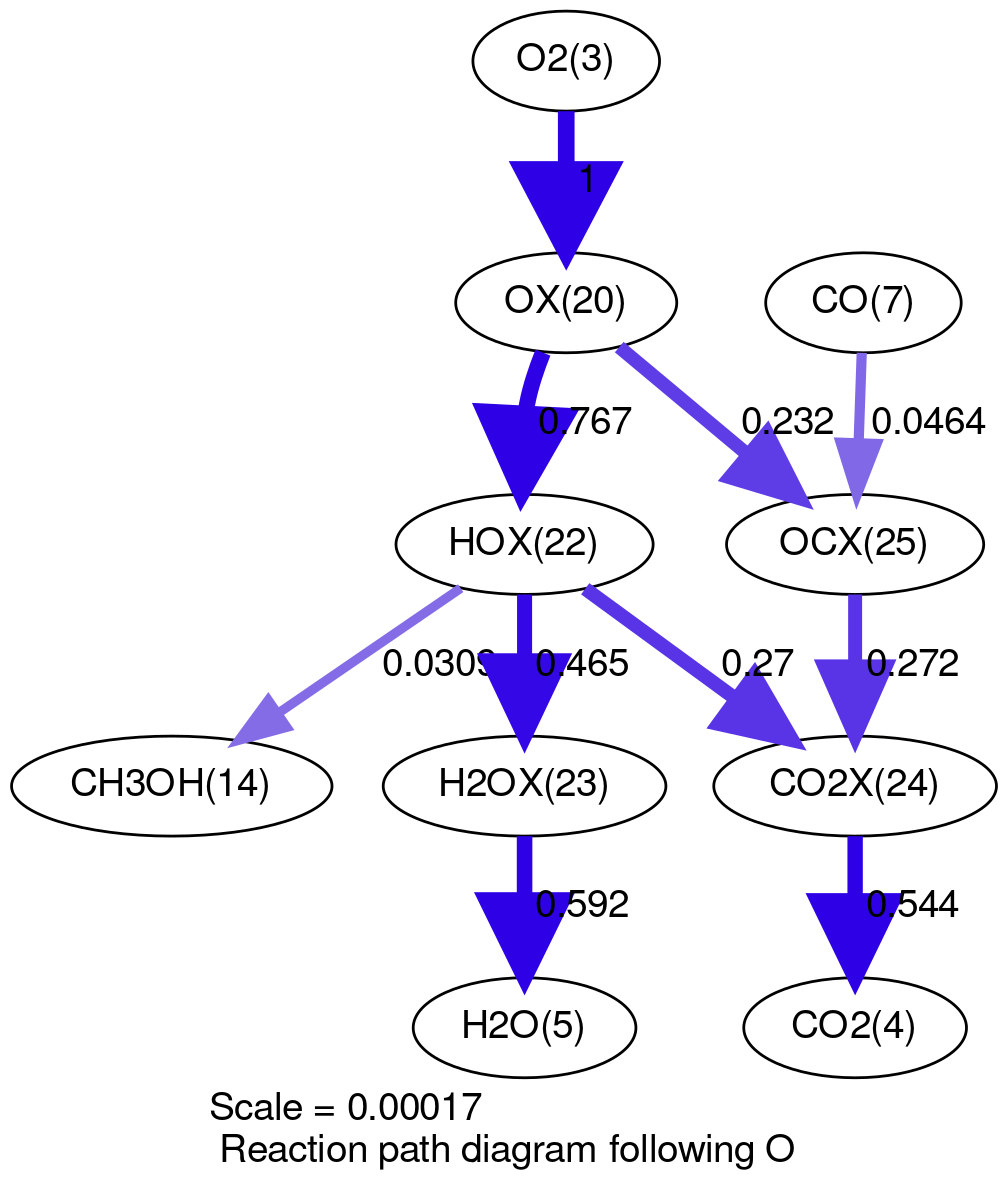 O2(3)
1
OX(20)
CO(7)
0.767
0.232
0.0464
HOX(22)
OCX(25)
0.0309
0.465
0.27
0.272
CH3OH(14)
H2OX(23)
CO2X(24)
0.592
0.544
H2O(5)
CO2(4)
Scale = 0.00017
Reaction path diagram following O